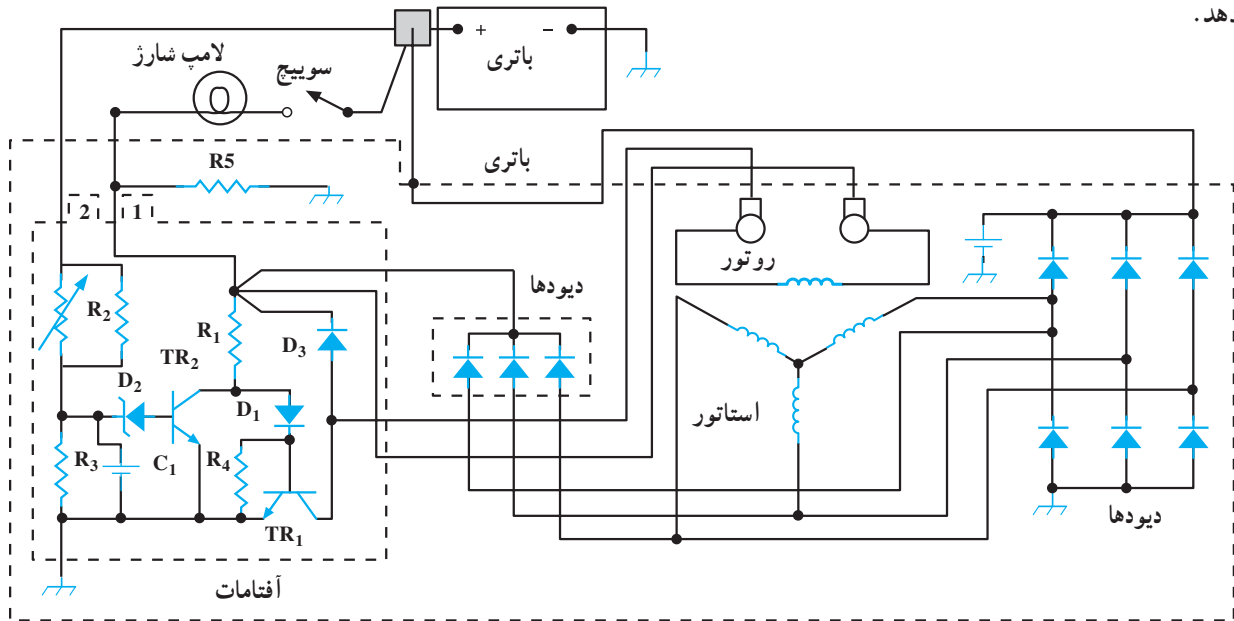 دهد.
باتری
+ −
لامپ شارژ
سوییچ
باتری
R5
2 1
روتور
دیودها
R2
R1
D3
TR2
D2
D1
استاتور
R3
C1
R4
TR1
دیودها
آفتامات